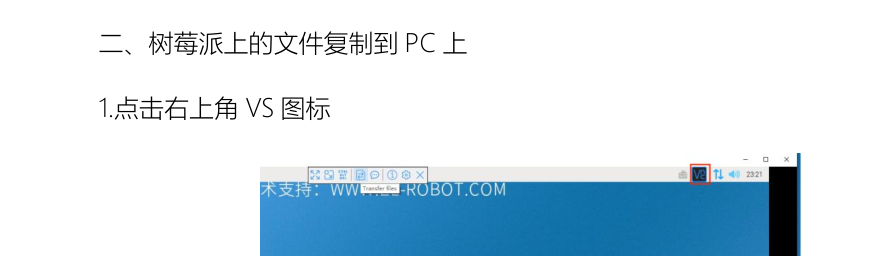 二、树莓派上的文件复制到 PC 上
1.点击右上角 VS 图标
V2
23:21
Transfer files
术支持：WWW.
-ROBOT.COM